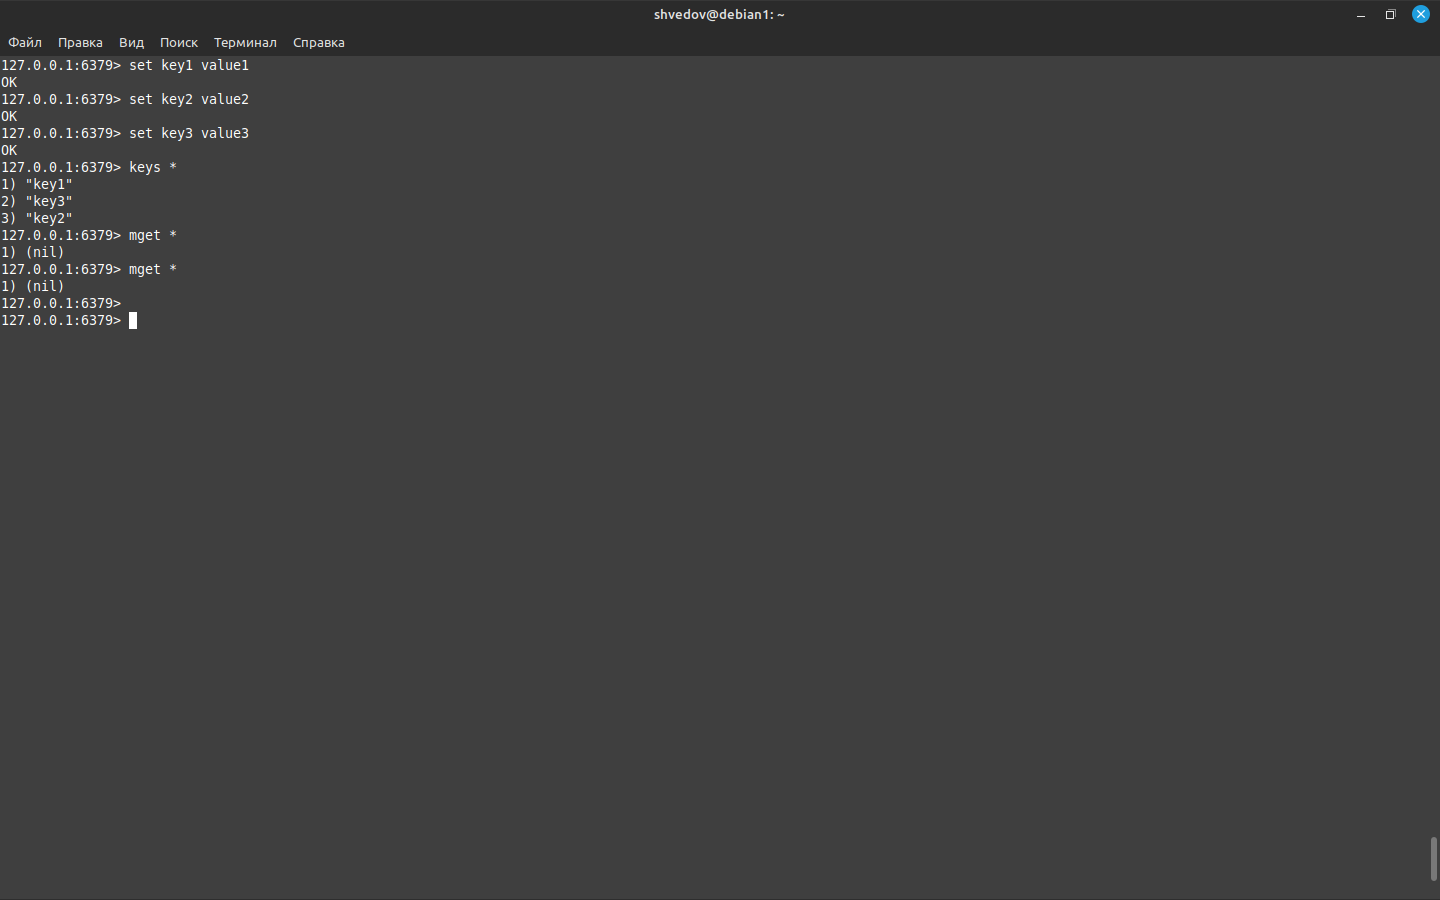 shvedov@debian1: ~
Файл Правка Вид Поиск Терминал Справка
127.0.0.1:6379> set key1 value1
OK
127.0.0.1:6379> set key2 value2
OK
127.0.0.1:6379> set key3 value3
OK
127.0.0.1:6379> keys *
1) "key1"
2) "key3"
3) "key2"
127.0.0.1:6379> mget *
1) (nil)
127.0.0.1:6379> mget *
1) (nil)
127.0.0.1:6379>
127.0.0.1:6379>